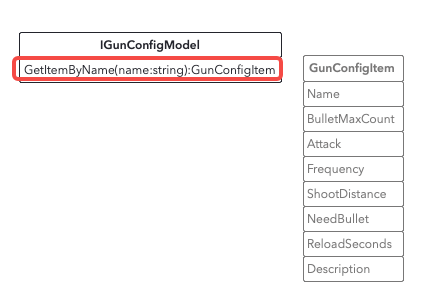 IGunConfigModel
GetItemByName(name:string):GunConfigItem
GunConfigItem
Name
BulletMaxCount
Attack
Frequency
ShootDistance
NeedBullet
ReloadSeconds
Description